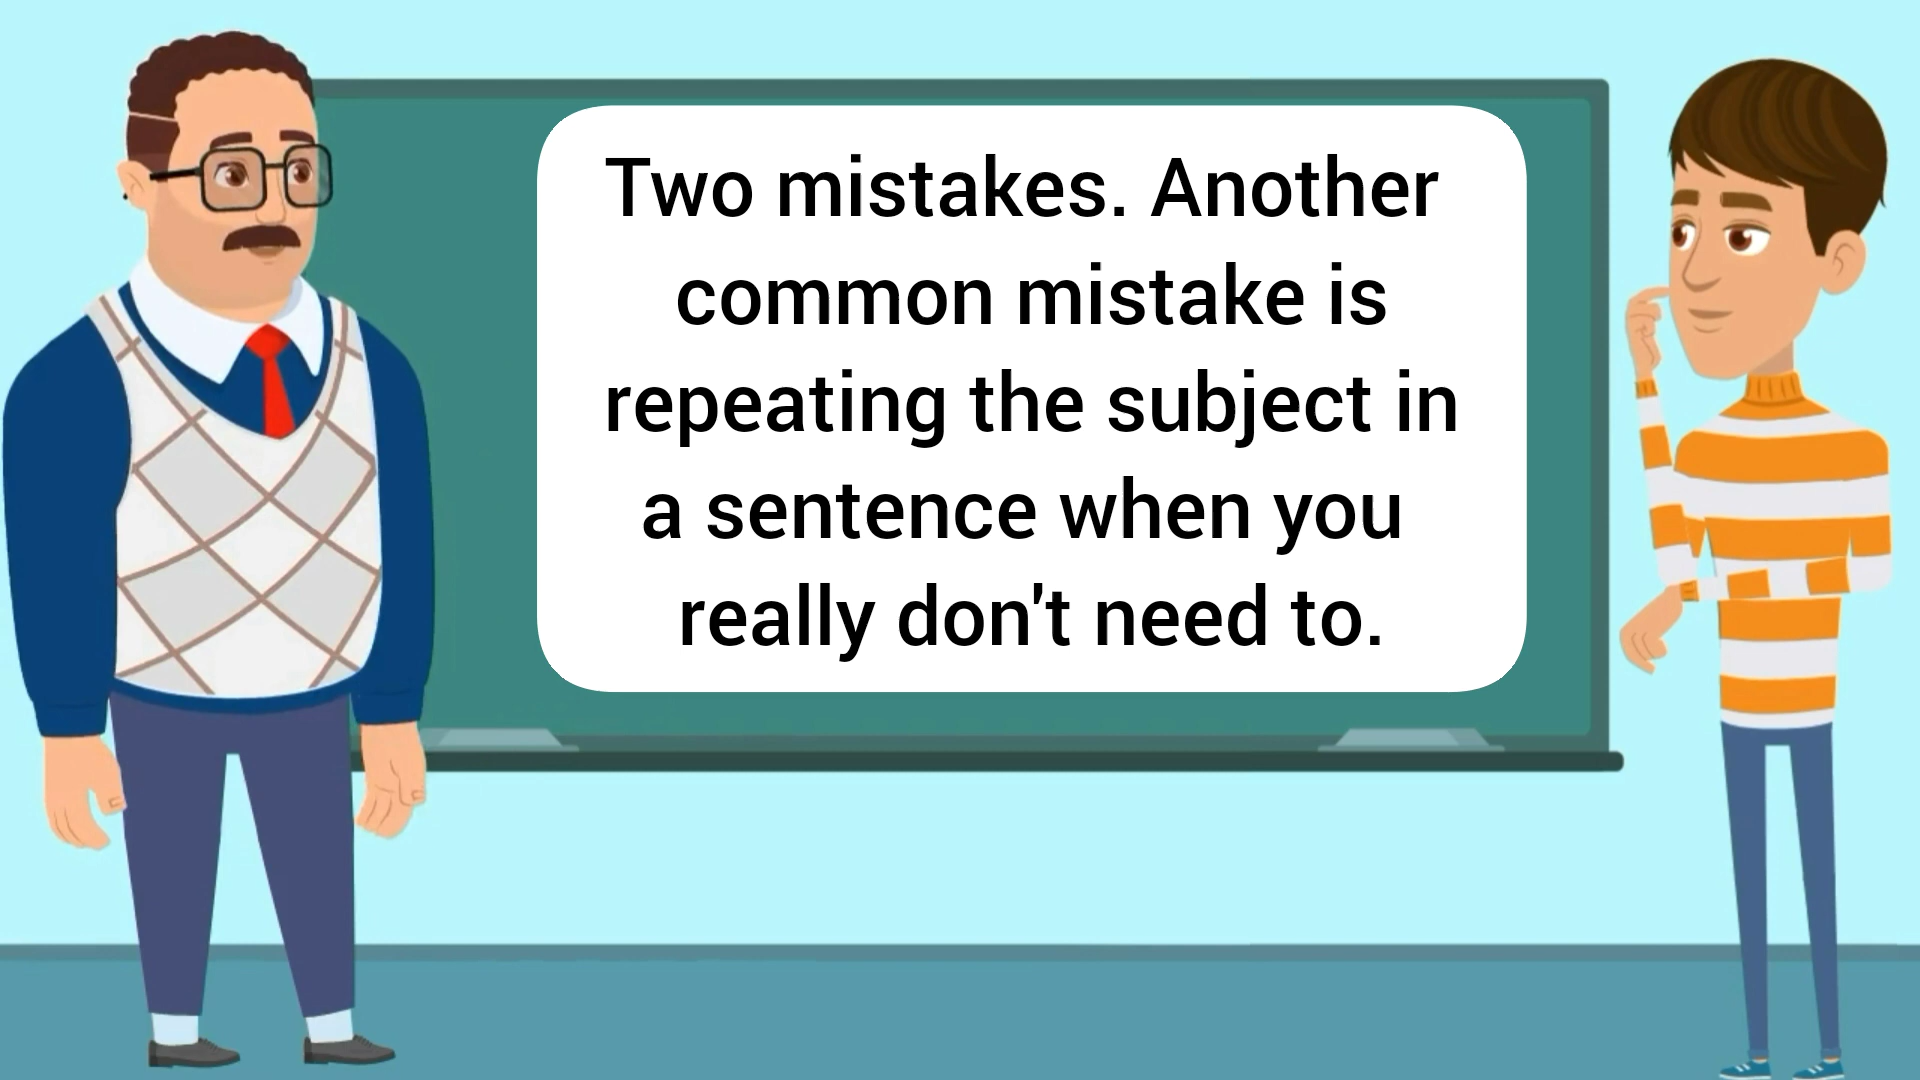 Two mistakes. Another
common mistake is
repeating the subject in
a sentence when you
really don't need to.